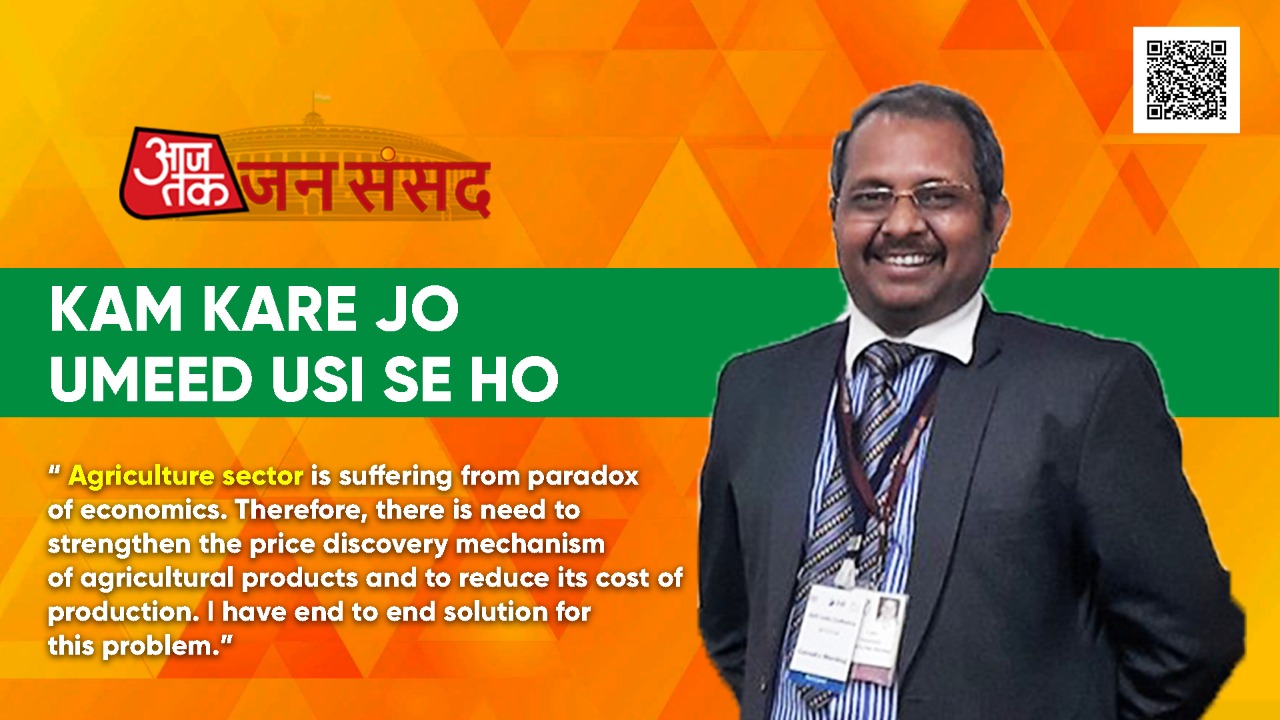 आज
तक
जन संसद
KAM KARE JO
UMEED USI SE HO
“ Agriculture sector is suffering from paradox
of economics. Therefore, there is need to
strengthen the price discovery mechanism
of agricultural products and to reduce its cost of
production. I have end to end solution for
this problem.”